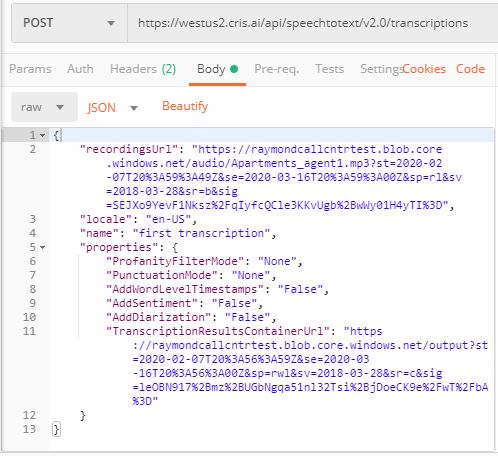 POST https://westus2.cris.ai/api/speechtotext/v2.0/transcriptions
Params Auth Headers (2) Body Pre-req. Tests Settings Cookies Code
raw JSON Beautify
1 {
2 "recordingsUrl": "https://raymondcallcntrtest.blob.core
.windows.net/audio/Apartments_agent1.mp3?st=2020-02
-07T20%3A59%3A49Z&se=2020-03-16T20%3A59%3A00Z&sp=rl&sv
=2018-03-28&sr=b&sig
=SEJXo9YevFlNksz%2FqIyfcQCle3KKvUgb%2BwWy01H4yTI%3D",
3 "locale": "en-US",
4 "name": "first transcription",
5 "properties": {
6 "ProfanityFilterMode": "None",
7 "PunctuationMode": "None",
8 "AddWordLevelTimestamps": "False",
9 "AddSentiment": "False",
10 "AddDiarization": "False",
11 "TranscriptionResultsContainerUrl": "https
://raymondcallcntrtest.blob.core.windows.net/output?st
=2020-02-07T20%3A56%3A59Z&se=2020-03
-16T20%3A56%3A00Z&sp=rwl&sv=2018-03-28&sr=c&sig
=leOBN917%2Bmz%2BUGbNgqa51nl32Tsi%2BjDoeCK9e%2FwT%2FbA
%3D"
12 }
13 }